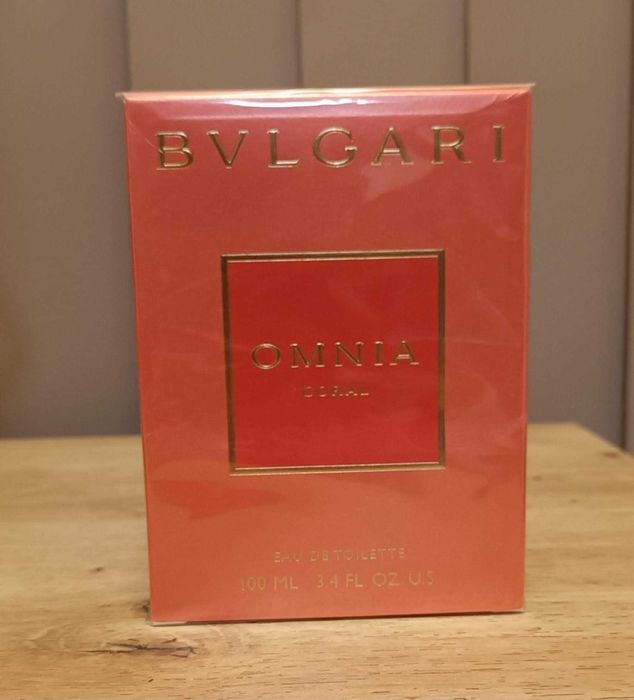 BVLGARI
OMNIA
CORAL
EAU DE TOILETTE
100 ML 3.4 FL OZ U.S